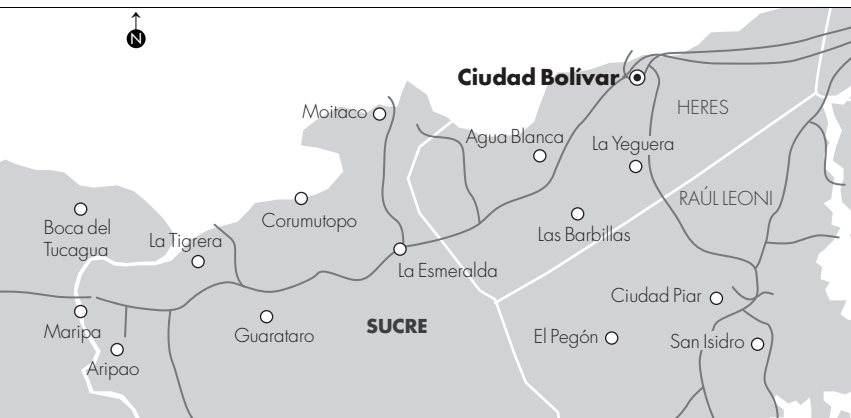 N
Ciudad Bolívar
HERES
Moitaco
Agua Blanca
La Yeguera
RAÚL LEONI
Boca del
Tucagua
La Tigrera
Corumutopo
Las Barbillas
La Esmeralda
Ciudad Piar
Maripa
Guarataro
SUCRE
El Pegón
San Isidro
Aripao